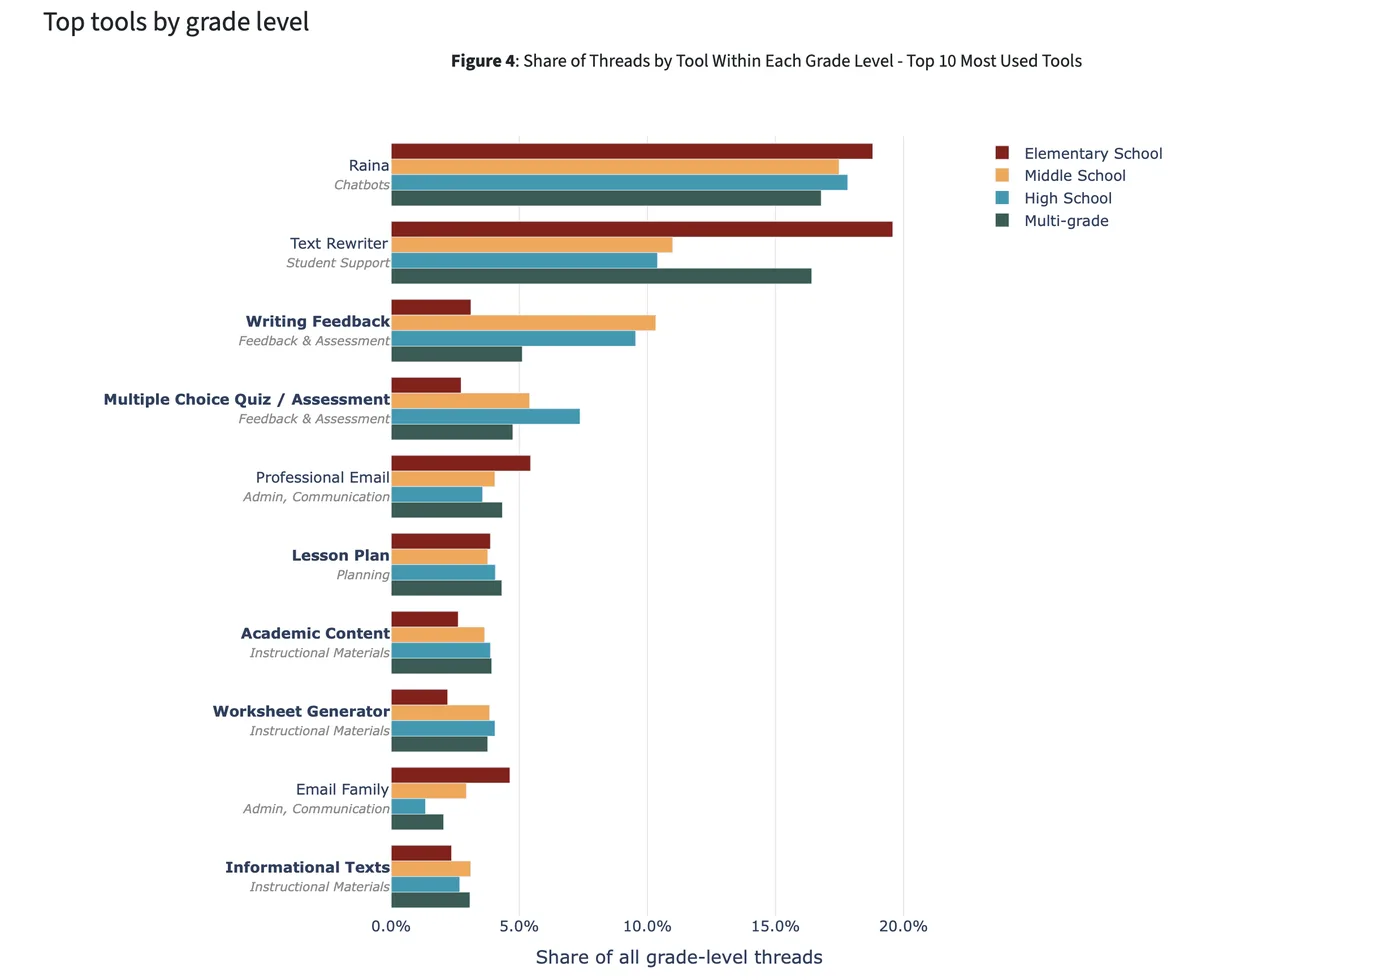 Top tools by grade level
Figure 4: Share of Threads by Tool Within Each Grade Level - Top 10 Most Used Tools
Raina
Chatbots
Text Rewriter
Student Support
Writing Feedback
Feedback & Assessment
Multiple Choice Quiz / Assessment
Feedback & Assessment
Professional Email
Admin, Communication
Lesson Plan
Planning
Academic Content
Instructional Materials
Worksheet Generator
Instructional Materials
Email Family
Admin, Communication
Informational Texts
Instructional Materials
0.0% 5.0% 10.0% 15.0% 20.0%
Share of all grade-level threads
Elementary School
Middle School
High School
Multi-grade